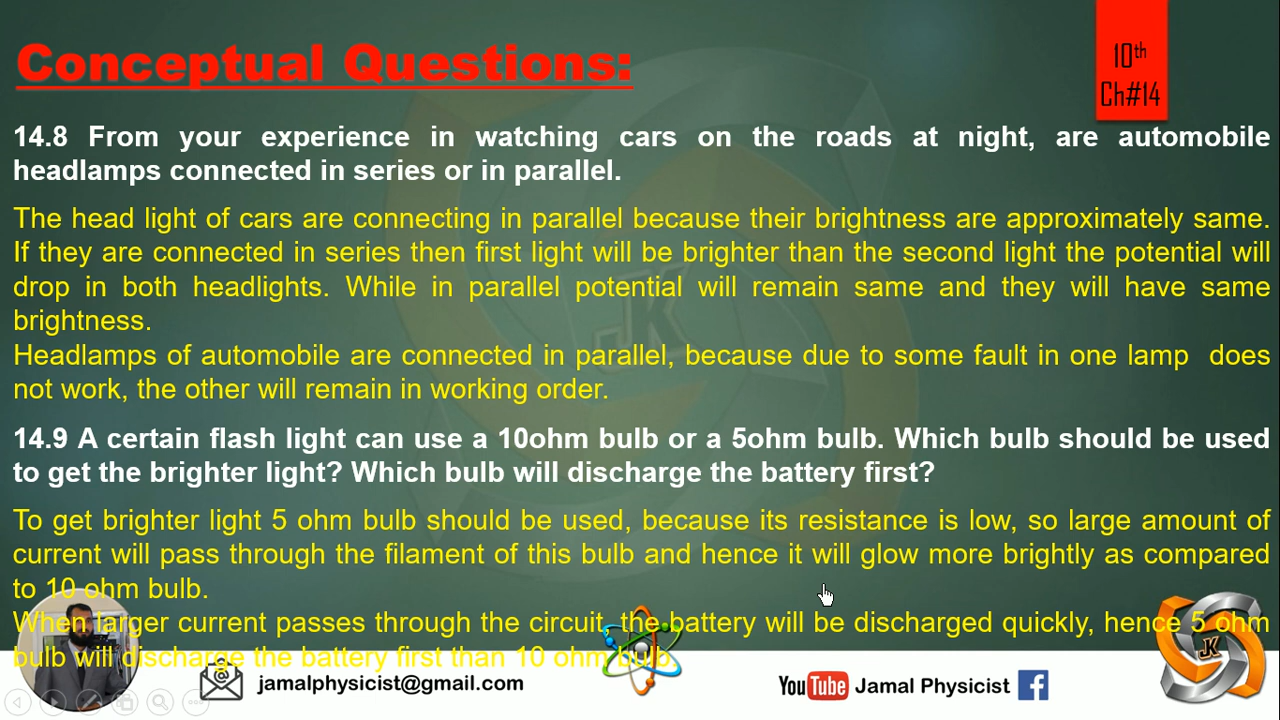 Conceptual Questions:
10th
Ch#14
14.8 From your experience in watching cars on the roads at night, are automobile
headlamps connected in series or in parallel.
The head light of cars are connecting in parallel because their brightness are approximately same.
If they are connected in series then first light will be brighter than the second light the potential will
drop in both headlights. While in parallel potential will remain same and they will have same
brightness.
Headlamps of automobile are connected in parallel, because due to some fault in one lamp does
not work, the other will remain in working order.
14.9 A certain flash light can use a 10ohm bulb or a 5ohm bulb. Which bulb should be used
to get the brighter light? Which bulb will discharge the battery first?
To get brighter light 5 ohm bulb should be used, because its resistance is low, so large amount of
current will pass through the filament of this bulb and hence it will glow more brightly as compared
to 10 ohm bulb.
When larger current passes through the circuit, the battery will be discharged quickly, hence 5 ohm
bulb will discharge the battery first than 10 ohm bulb.
jamalphysicist@gmail.com
YouTube Jamal Physicist f
JK
JK